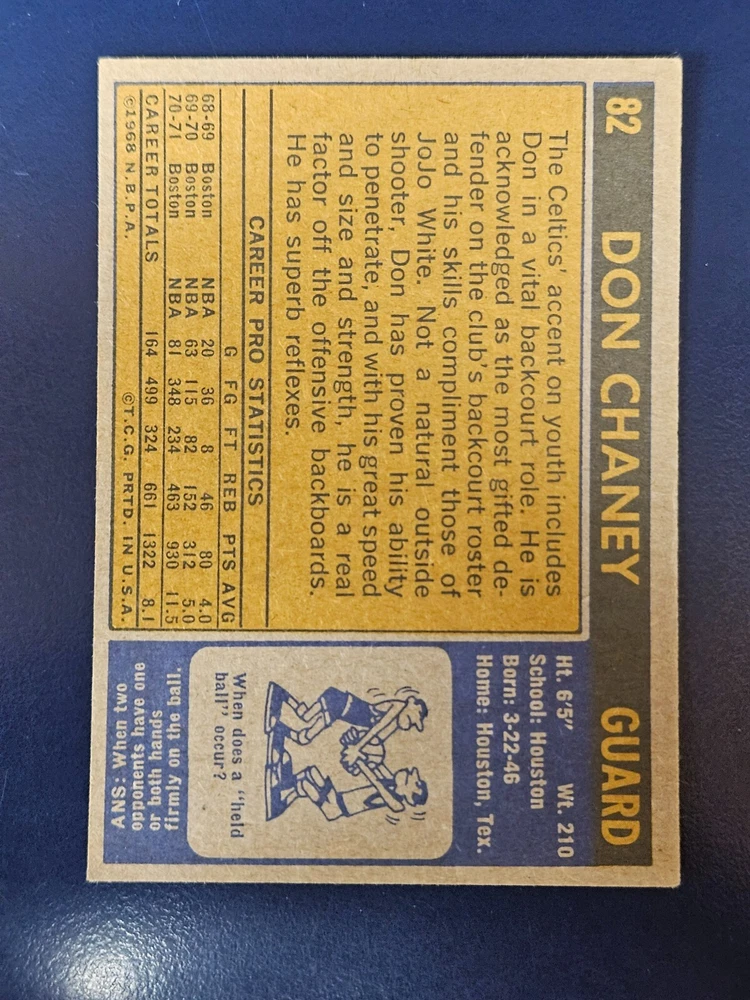 82 DON CHANEY GUARD
The Celtics' accent on youth includes
Don in a vital backcourt role. He is
acknowledged as the most gifted de-
fender on the club's backcourt roster
and his skills compliment those of
JoJo White. Not a natural outside
shooter, Don has proven his ability
to penetrate, and with his great speed
and size and strength, he is a real
factor off the offensive backboards.
He has superb reflexes.
CAREER PRO STATISTICS
G FG FT REB PTS AVG
68-69 Boston NBA 20 36 8 46 80 4.0
69-70 Boston NBA 63 115 82 152 312 5.0
70-71 Boston NBA 81 348 234 463 930 11.5
CAREER TOTALS 164 499 324 661 1322 8.1
©1968 N.B.P.A. ©T.C.G. PRTD. IN U.S.A.
Ht. 6'5" Wt. 210
School: Houston
Born: 3-22-46
Home: Houston, Tex.
When does a "held
ball" occur?
ANS: When two
opponents have one
or both hands
firmly on the ball.